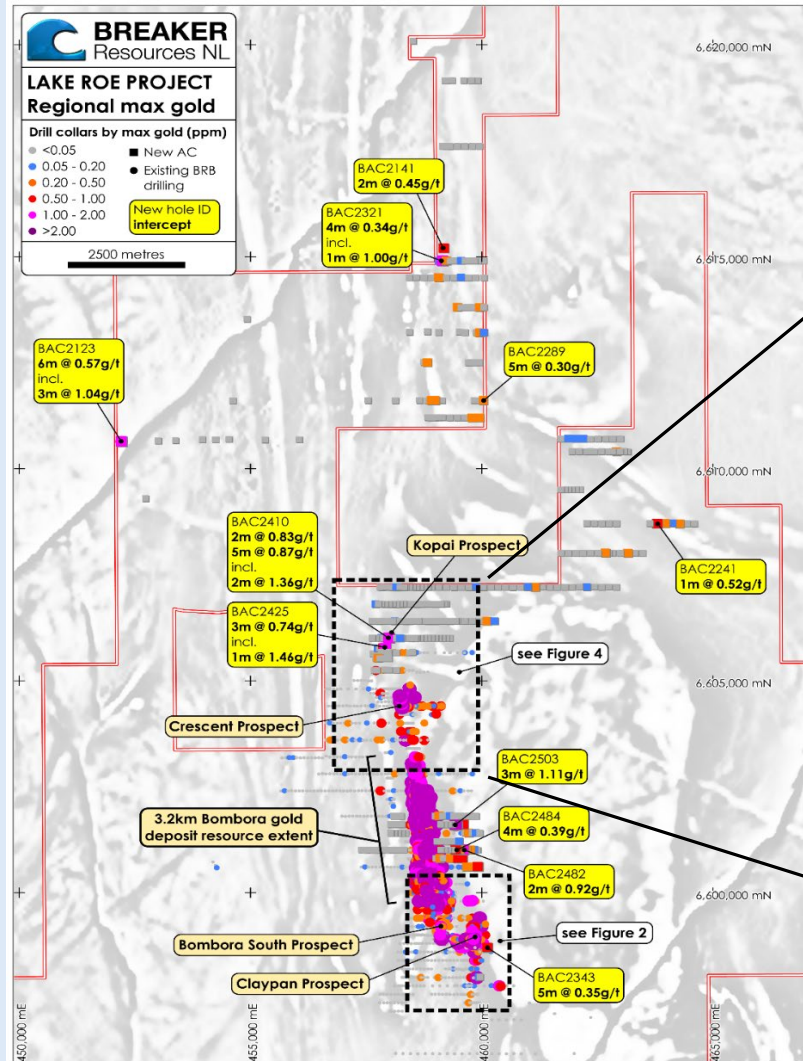 BREAKER
Resources NL
LAKE ROE PROJECT
Regional max gold
Drill collars by max gold (ppm)
<0.05
0.05 - 0.20
0.20 - 0.50
0.50 - 1.00
1.00 - 2.00
>2.00
New AC
Existing BRB
drilling
New hole ID
intercept
2500 metres
6,620,000 mN
BAC2141
2m @ 0.45g/t
BAC2321
4m @ 0.34g/t
incl.
1m @ 1.00g/t
6,615,000 mN
BAC2123
6m @ 0.57g/t
incl.
3m @ 1.04g/t
BAC2289
5m @ 0.30g/t
6,610,000 mN
BAC2410
2m @ 0.83g/t
5m @ 0.87g/t
incl.
2m @ 1.36g/t
Kopai Prospect
BAC2241
1m @ 0.52g/t
BAC2425
3m @ 0.74g/t
incl.
1m @ 1.46g/t
see Figure 4
6,605,000 mN
Crescent Prospect
BAC2503
3m @ 1.11g/t
3.2km Bombora gold
deposit resource extent
BAC2484
4m @ 0.39g/t
BAC2482
2m @ 0.92g/t
6,600,000 mN
Bombora South Prospect
see Figure 2
Claypan Prospect
BAC2343
5m @ 0.35g/t
450,000 mE
455,000 mE
460,000 mE
465,000 mE